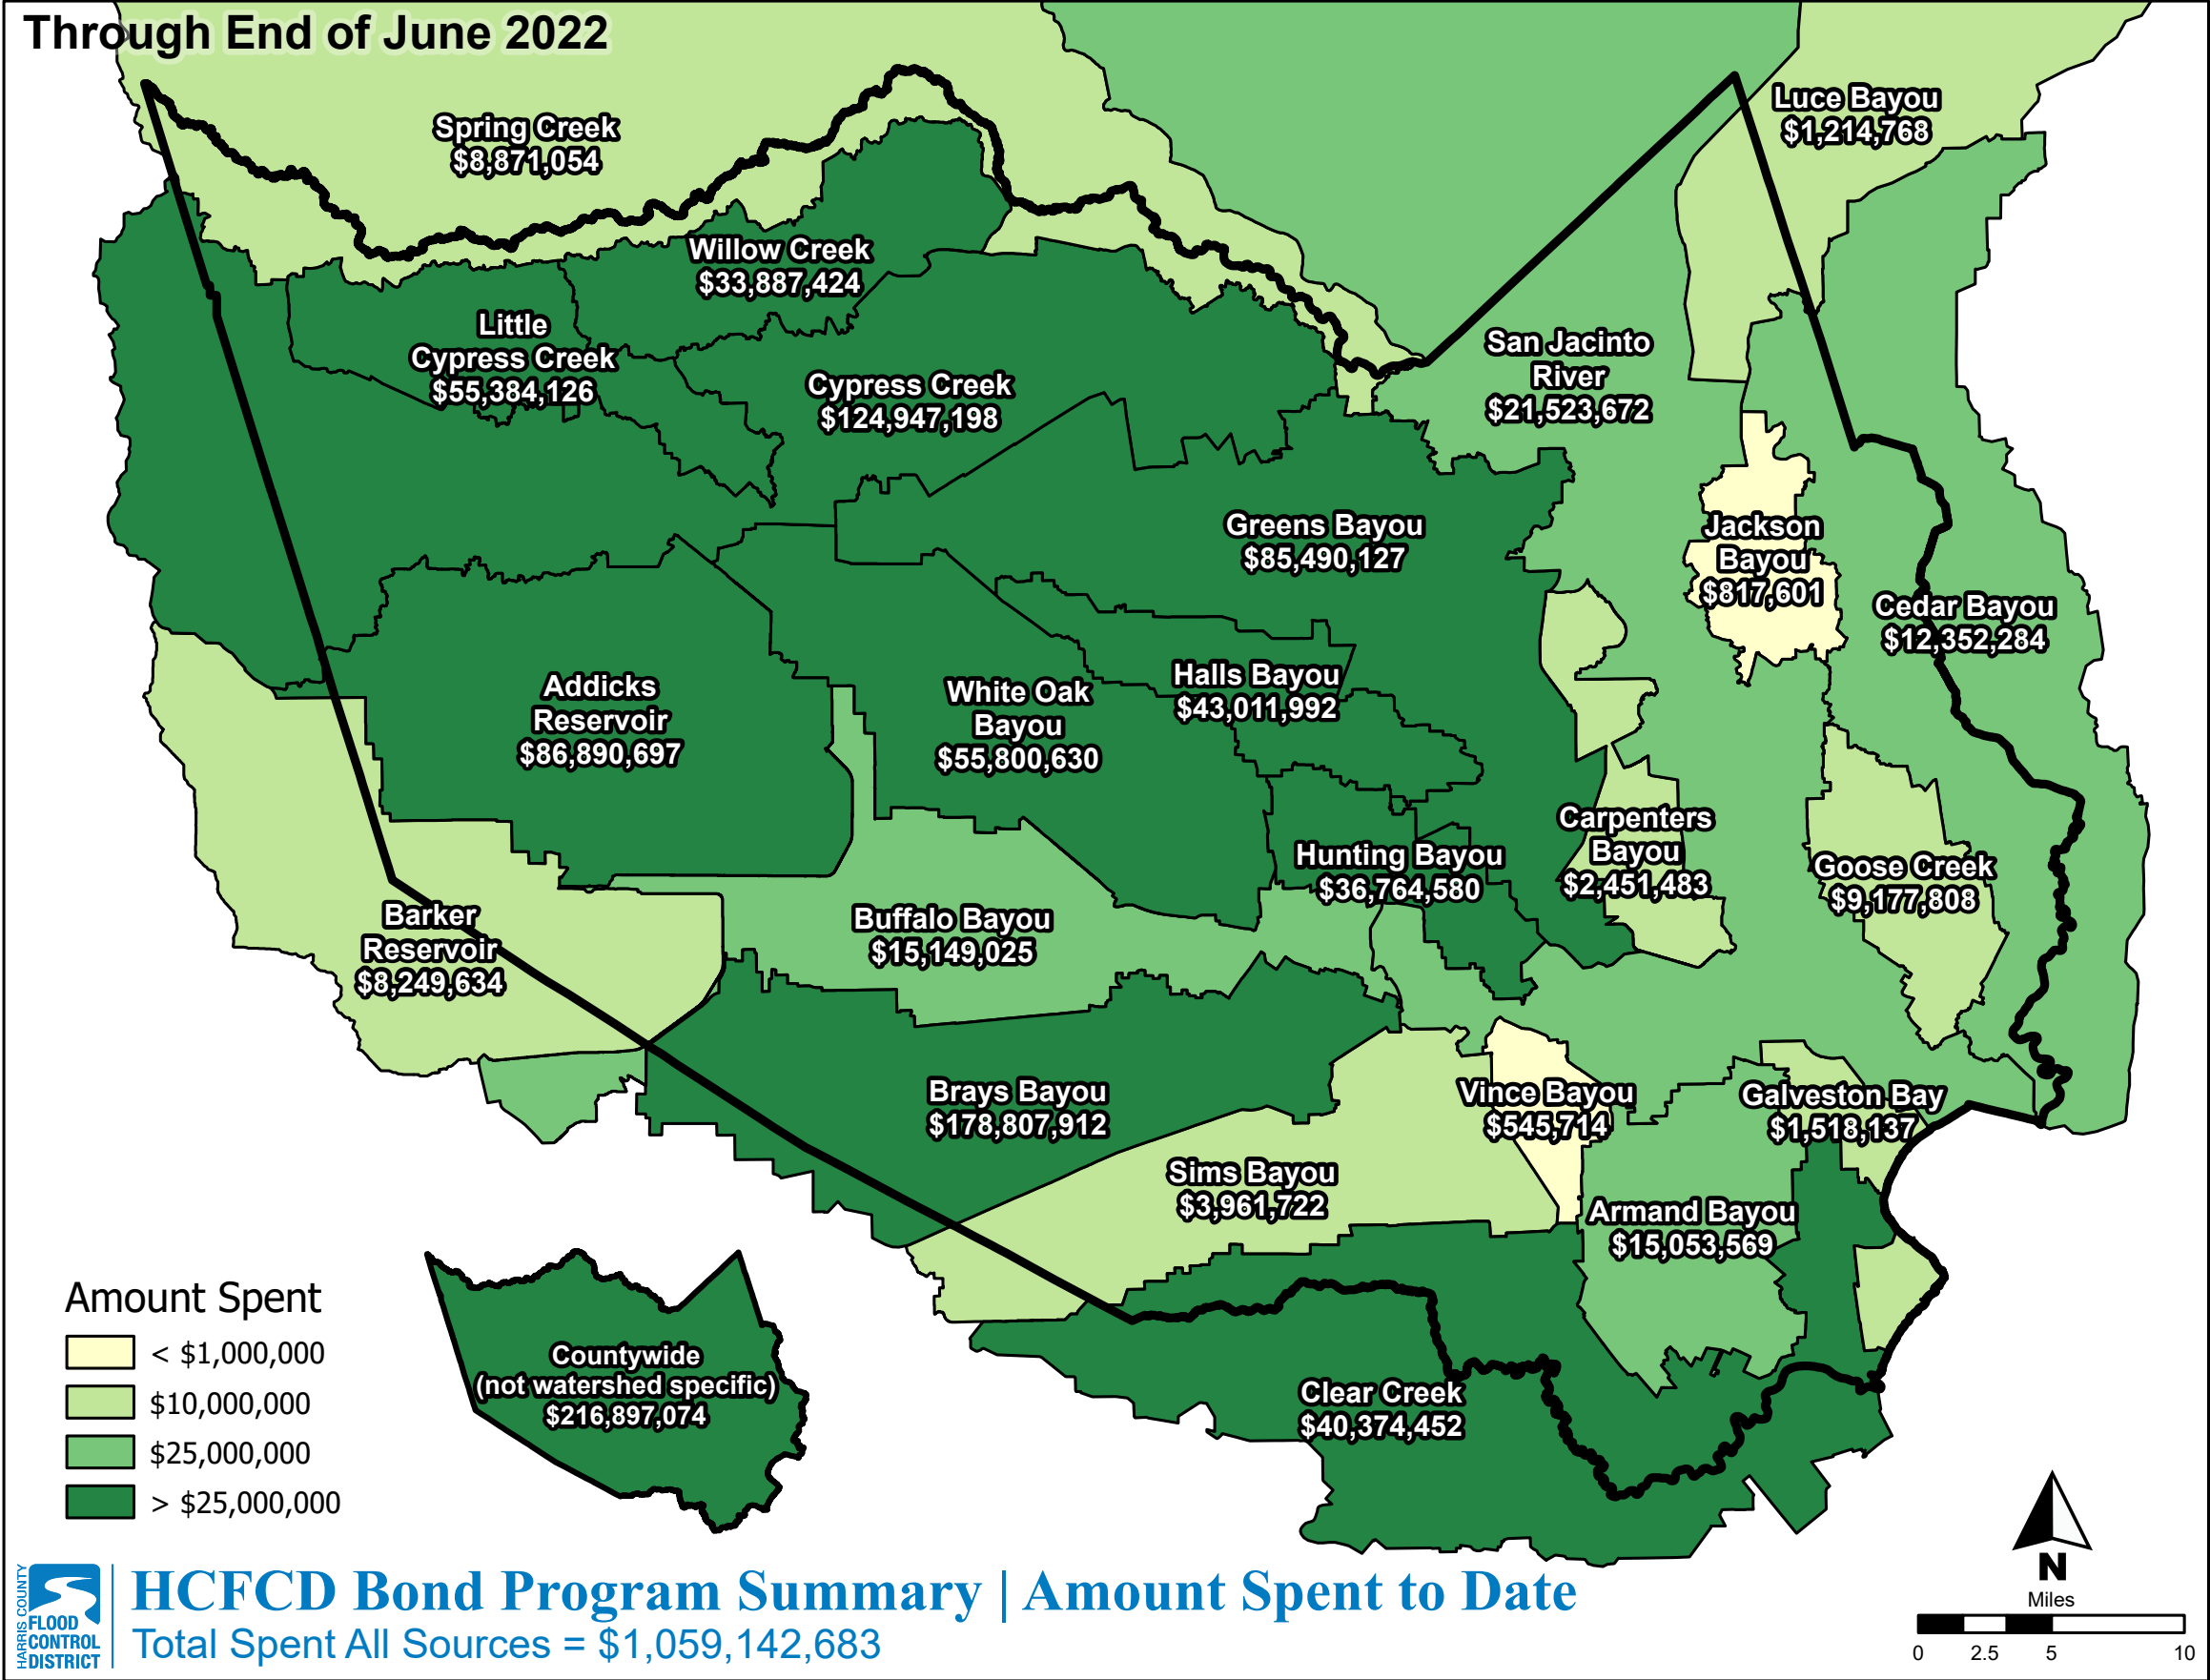 Through End of June 2022
Luce Bayou
$1,214,768
Spring Creek
$8,871,054
Willow Creek
$33,887,424
Little
Cypress Creek
$55,384,126
San Jacinto
River
$21,523,672
Cypress Creek
$124,947,198
Greens Bayou
$85,490,127
Jackson
Bayou
$817,601
Cedar Bayou
$12,352,284
Addicks
Reservoir
$86,890,697
White Oak
Bayou
$55,800,630
Halls Bayou
$43,011,992
Carpenters
Bayou
$2,451,483
Hunting Bayou
$36,764,580
Goose Creek
$9,177,808
Barker
Reservoir
$8,249,634
Buffalo Bayou
$15,149,025
Brays Bayou
$178,807,912
Vince Bayou
$545,714
Galveston Bay
$1,518,137
Sims Bayou
$3,961,722
Armand Bayou
$15,053,569
Clear Creek
$40,374,452
Countywide
(not watershed specific)
$216,897,074
Amount Spent
< $1,000,000
$10,000,000
$25,000,000
> $25,000,000
N
Miles
0 2.5 5 10
HARRIS COUNTY
FLOOD
CONTROL
DISTRICT
HCFCD Bond Program Summary | Amount Spent to Date
Total Spent All Sources = $1,059,142,683